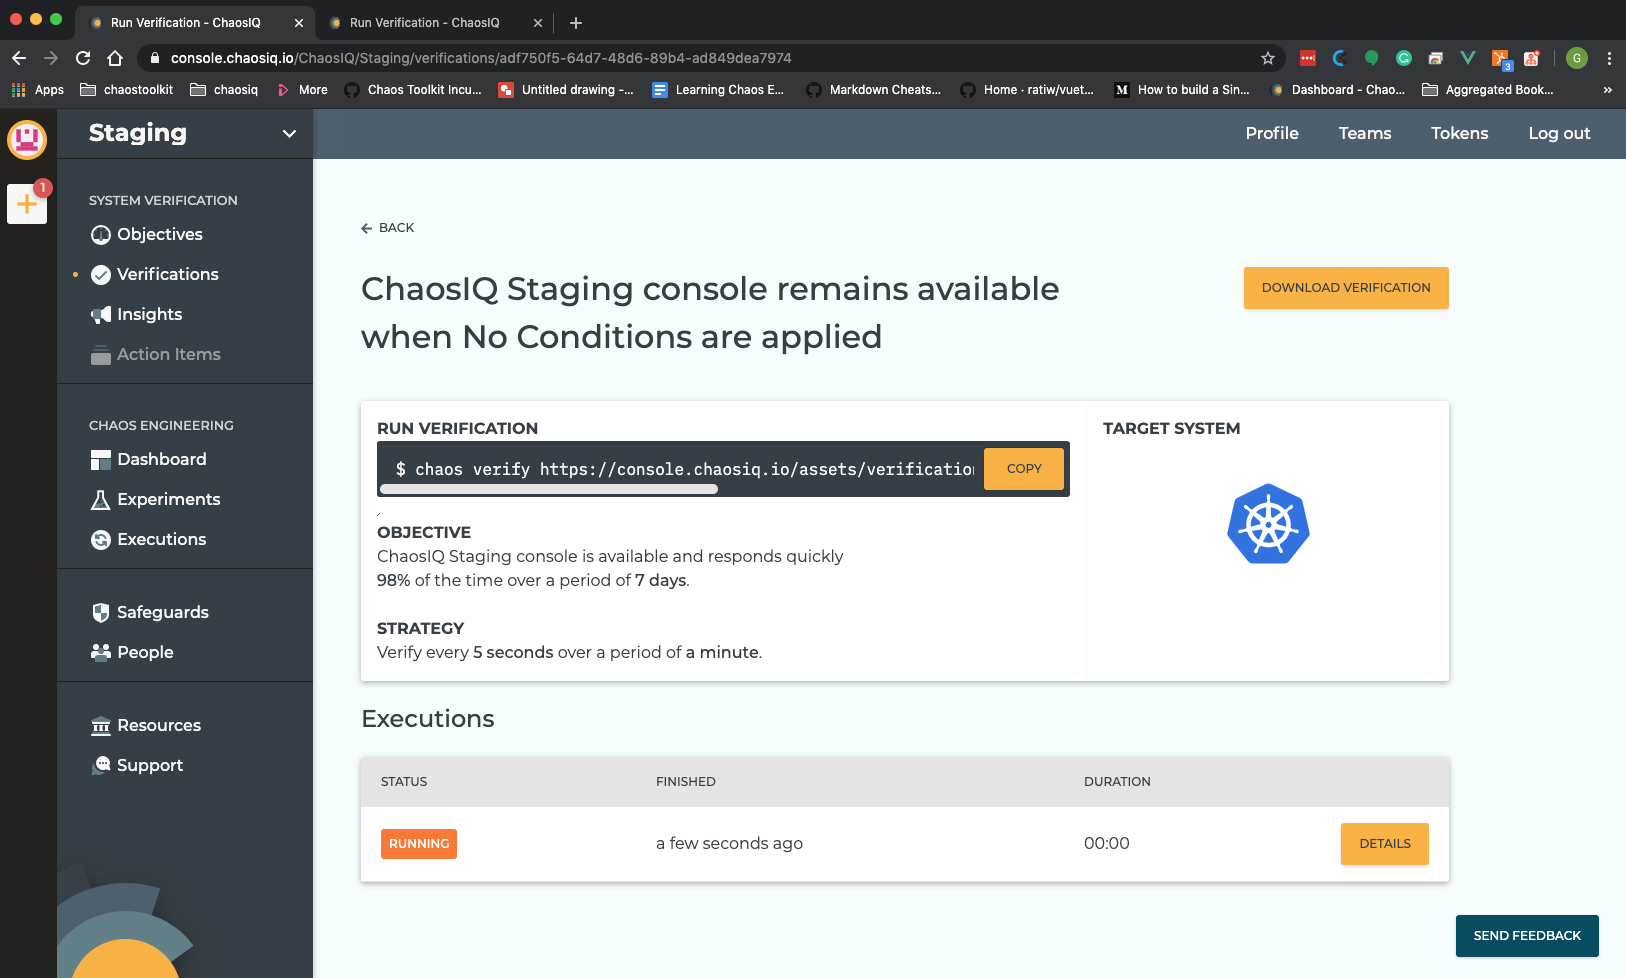 Run Verification - ChaosIQ
Run Verification - ChaosIQ
console.chaosiq.io/ChaosIQ/Staging/verifications/adf750f5-64d7-48d6-89b4-ad849dea7974
3
G
Apps
chaostoolkit
chaosiq
More
Chaos Toolkit Incu...
Untitled drawing -...
Learning Chaos E...
Markdown Cheats...
Home · ratiw/vuet...
M
How to build a Sin...
Dashboard - Chao...
Aggregated Book...
»
Staging
Profile
Teams
Tokens
Log out
1
SYSTEM VERIFICATION
Objectives
Verifications
Insights
Action Items
CHAOS ENGINEERING
Dashboard
Experiments
Executions
Safeguards
People
Resources
Support
BACK
ChaosIQ Staging console remains available
when No Conditions are applied
DOWNLOAD VERIFICATION
RUN VERIFICATION
$ chaos verify https://console.chaosiq.io/assets/verification
COPY
OBJECTIVE
ChaosIQ Staging console is available and responds quickly
98% of the time over a period of 7 days.
STRATEGY
Verify every 5 seconds over a period of a minute.
TARGET SYSTEM
Executions
STATUS
FINISHED
DURATION
RUNNING
a few seconds ago
00:00
DETAILS
SEND FEEDBACK